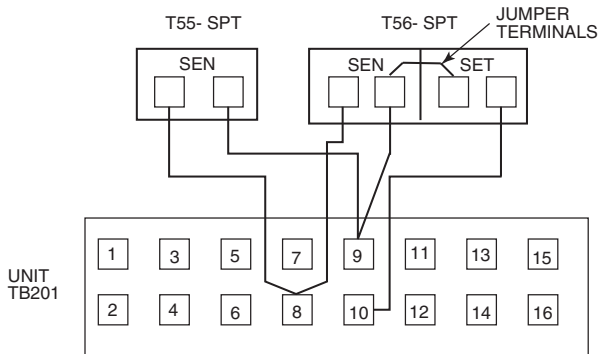 T55- SPT
T56- SPT
JUMPER
TERMINALS
SEN
SEN
SET
UNIT
TB201
1 3 5 7 9 11 13 15
2 4 6 8 10 12 14 16